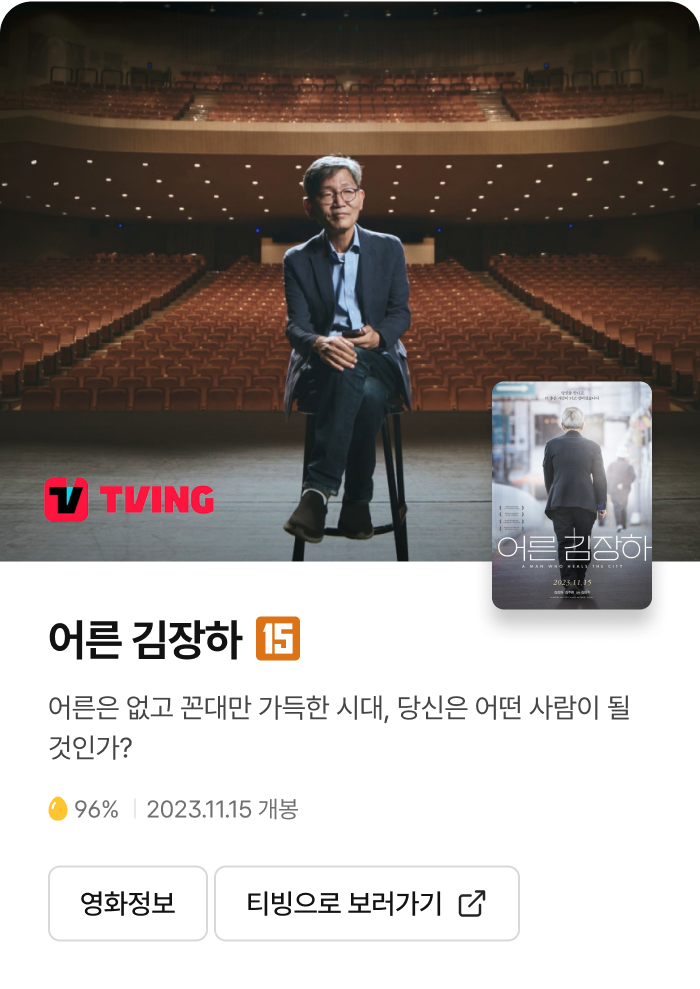 TVING
어른 김장하
A MAN WHO HEALS THE CITY
2023.11.15
어른 김장하 15
어른은 없고 꼰대만 가득한 시대, 당신은 어떤 사람이 될
것인가?
96% 2023.11.15 개봉
영화정보 티빙으로 보러가기